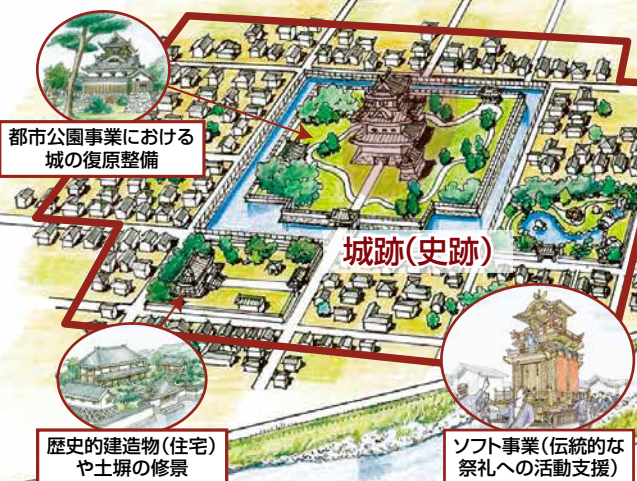 都市公園事業における
城の復原整備
城跡(史跡)
歴史的建造物(住宅)
や土塀の修景
ソフト事業(伝統的な
祭礼への活動支援)